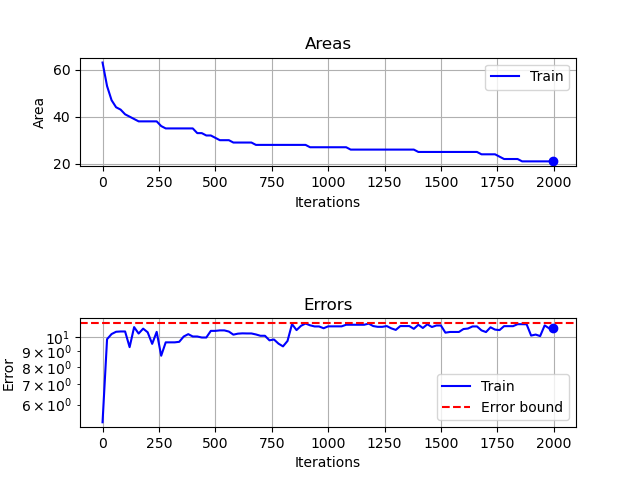 Areas
60
40
20
Area
Train
0 250 500 750 1000 1250 1500 1750 2000
Iterations
Errors
10¹
9 × 10⁰
8 × 10⁰
7 × 10⁰
6 × 10⁰
Error
Train
Error bound
0 250 500 750 1000 1250 1500 1750 2000
Iterations